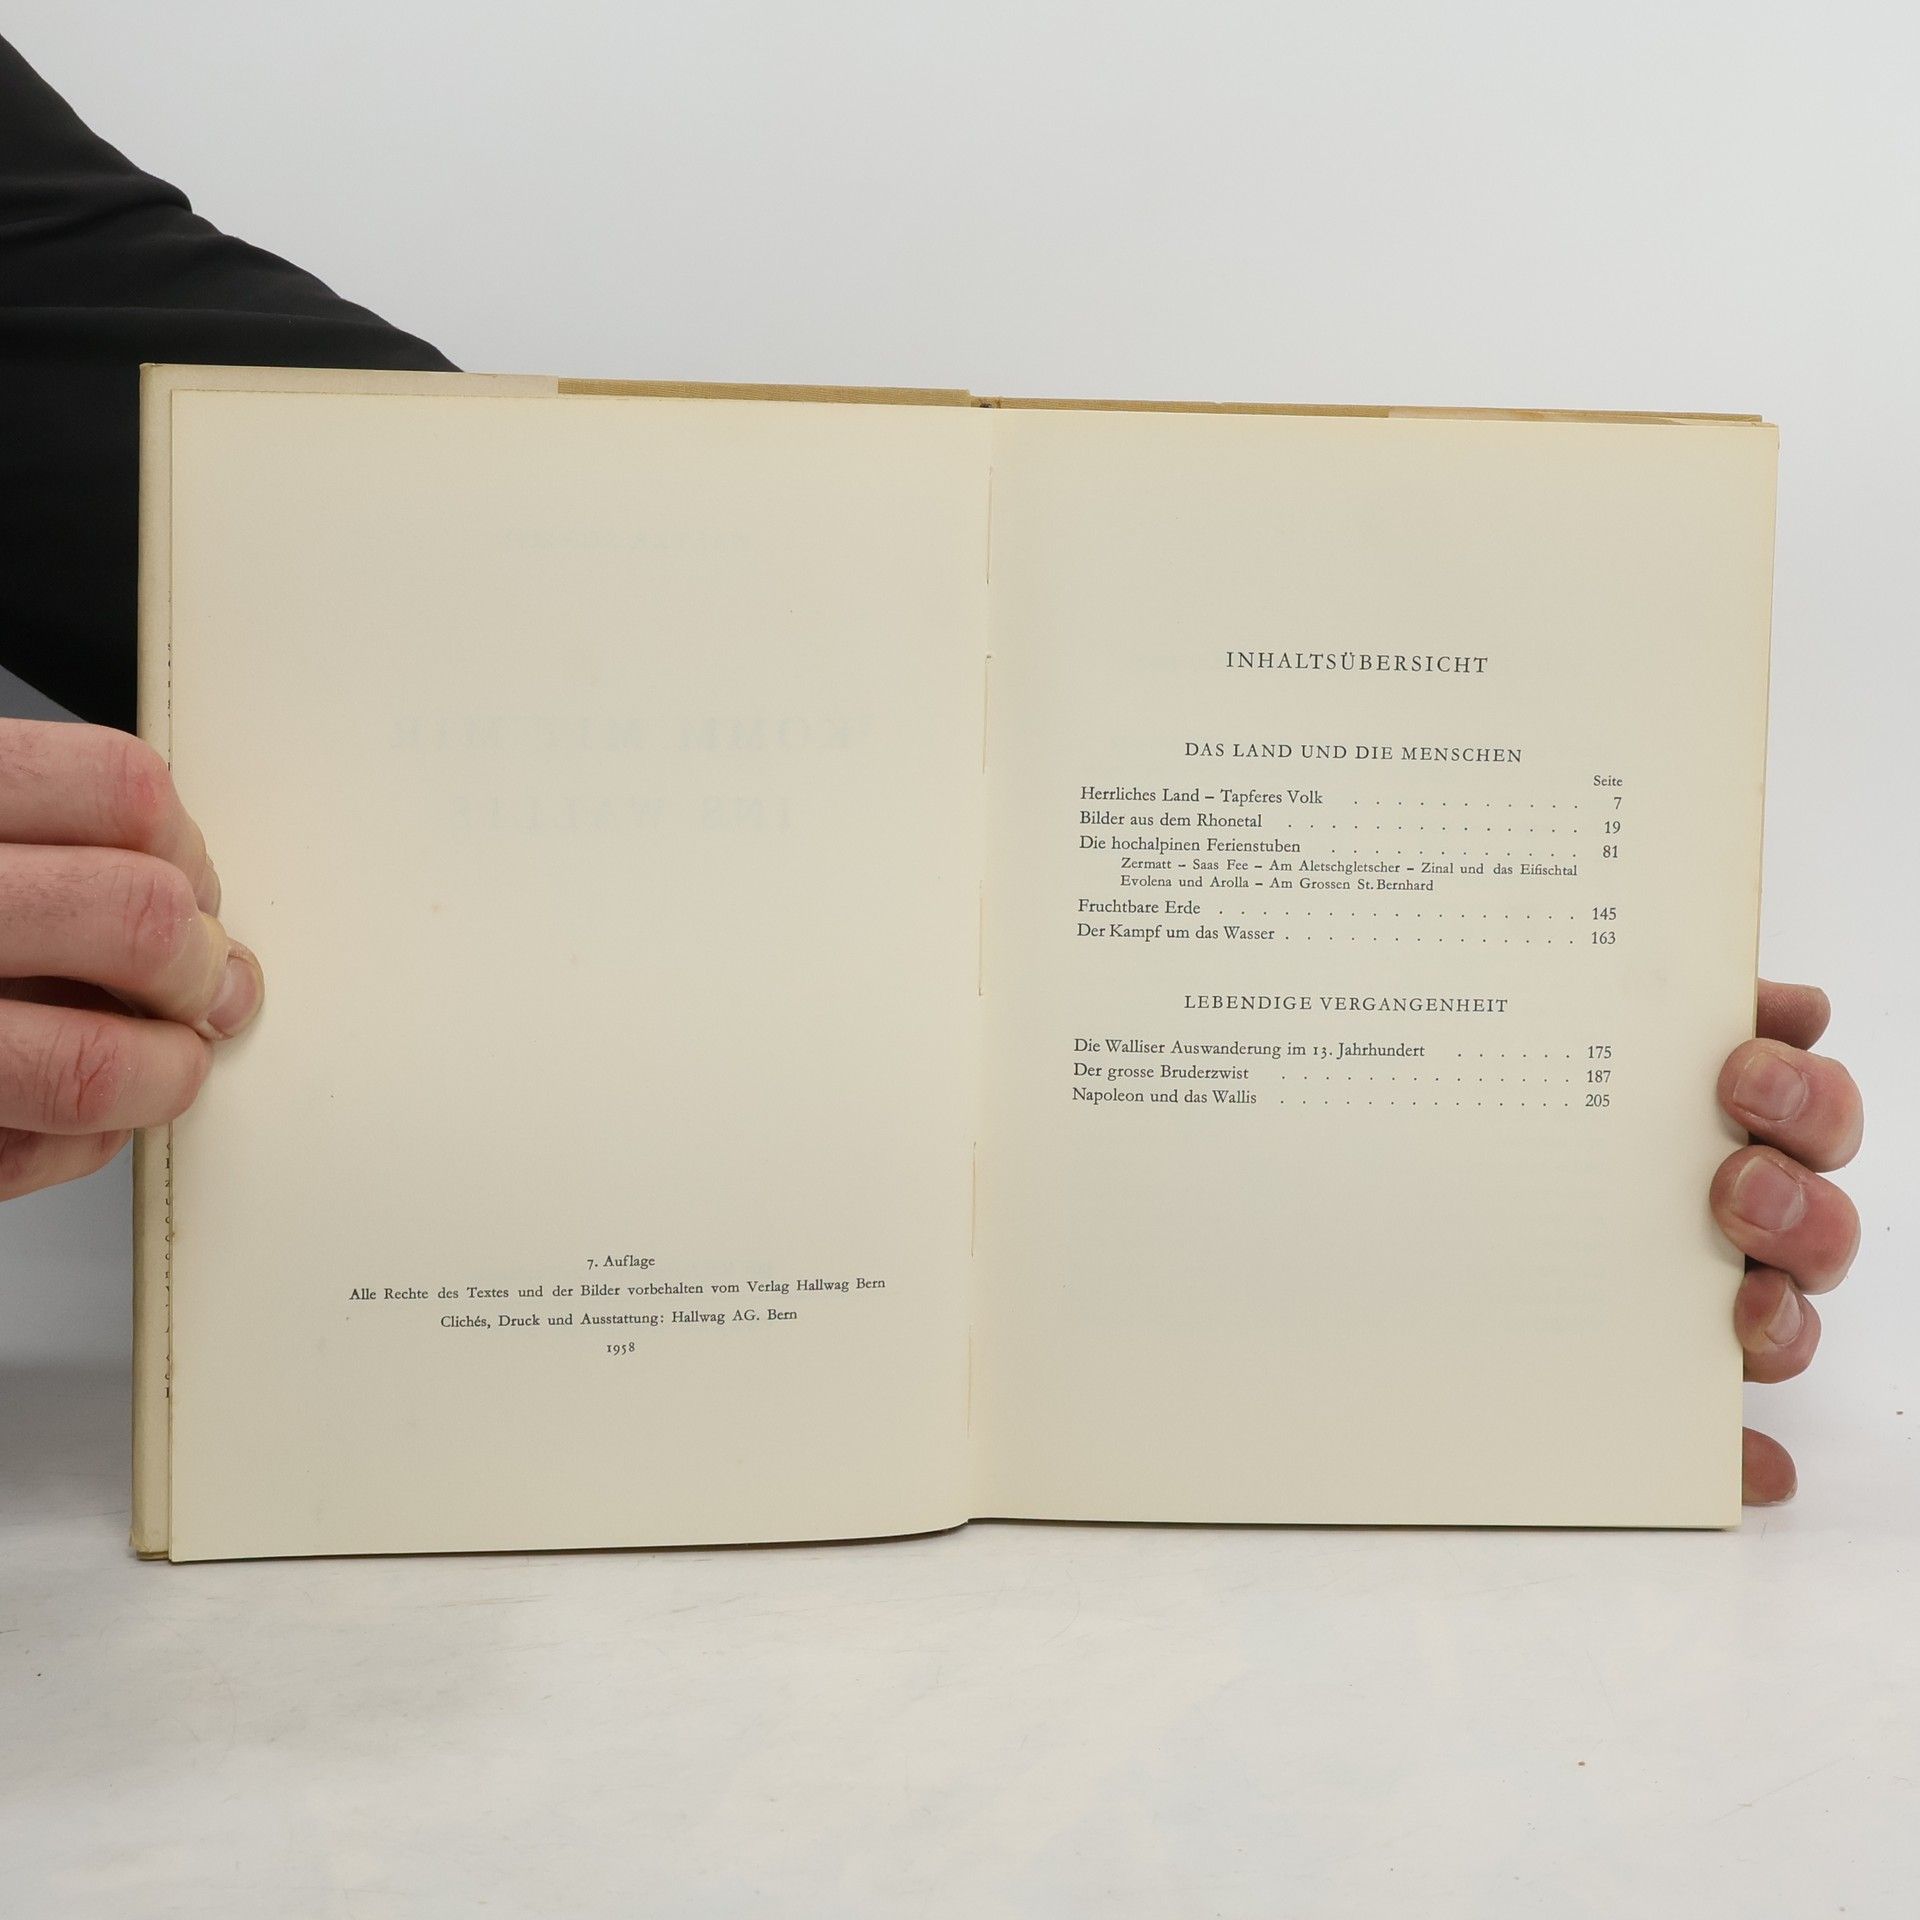 7. Auflage
Alle Rechte des Textes und der Bilder vorbehalten vom Verlag Hallwag Bern
Clichés, Druck und Ausstattung: Hallwag AG. Bern
1958
INHALTSÜBERSICHT
DAS LAND UND DIE MENSCHEN
Seite
Herrliches Land – Tapferes Volk . . . . . . . . . . . 7
Bilder aus dem Rhonetal . . . . . . . . . . . . . . 19
Die hochalpinen Ferienstuben . . . . . . . . . . . . 81
Zermatt – Saas Fee – Am Aletschgletscher – Zinal und das Eifischtal
Evolena und Arolla – Am Grossen St. Bernhard
Fruchtbare Erde . . . . . . . . . . . . . . . . . 145
Der Kampf um das Wasser . . . . . . . . . . . . . . 163
LEBENDIGE VERGANGENHEIT
Die Walliser Auswanderung im 13. Jahrhundert . . . . . . 175
Der grosse Bruderzwist . . . . . . . . . . . . . . 187
Napoleon und das Wallis . . . . . . . . . . . . . . 205